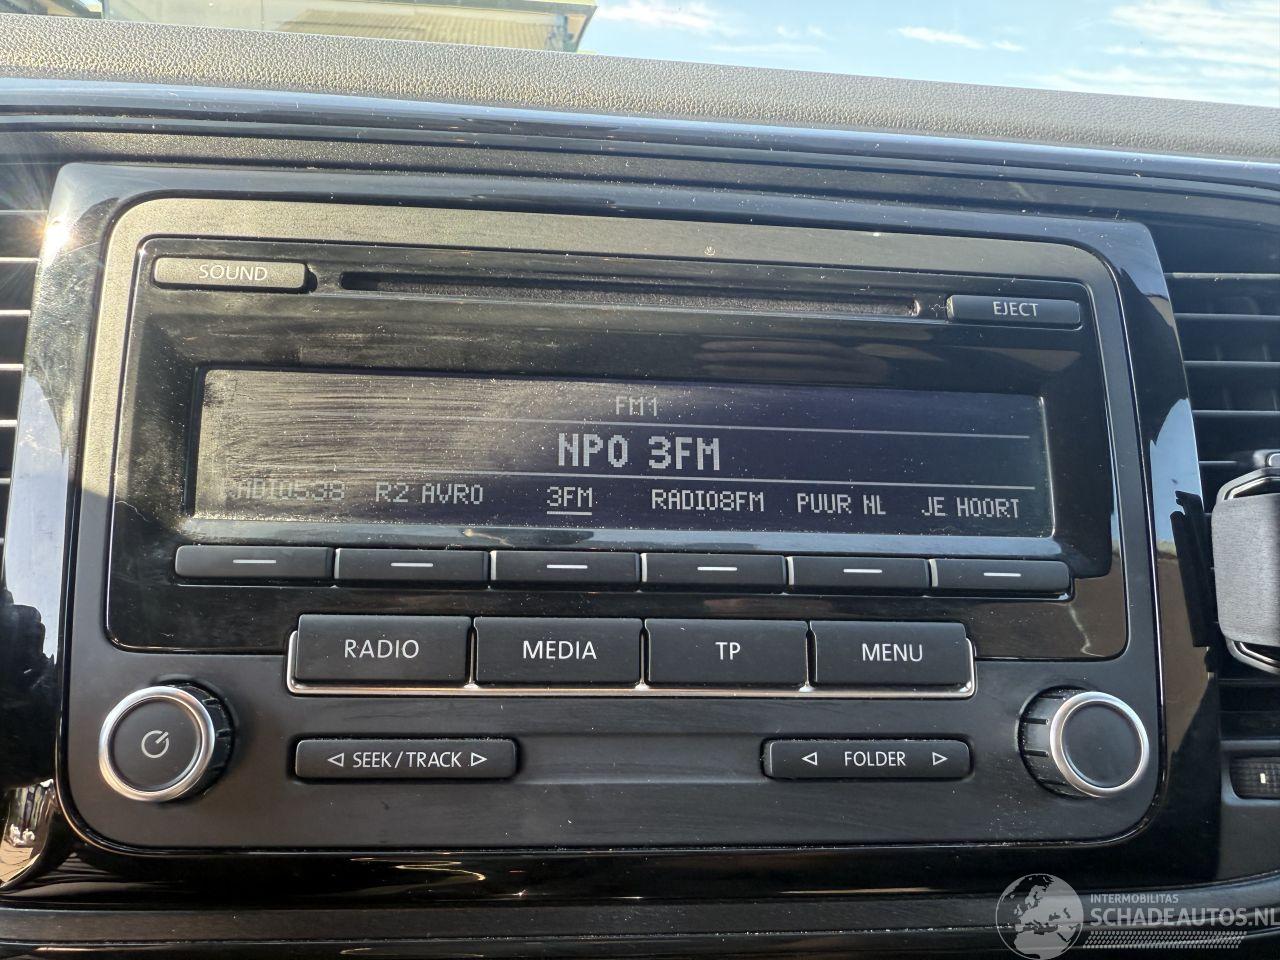 SOUND
EJECT
FM1
NPO 3FM
RADIO538 R2 AVRO 3FM RADIO8FM PUUR NL JE HOORT
RADIO MEDIA TP MENU
◁ SEEK / TRACK ▷ ◁ FOLDER ▷
INTERMOBILITAS
SCHADEAUTOS.NL